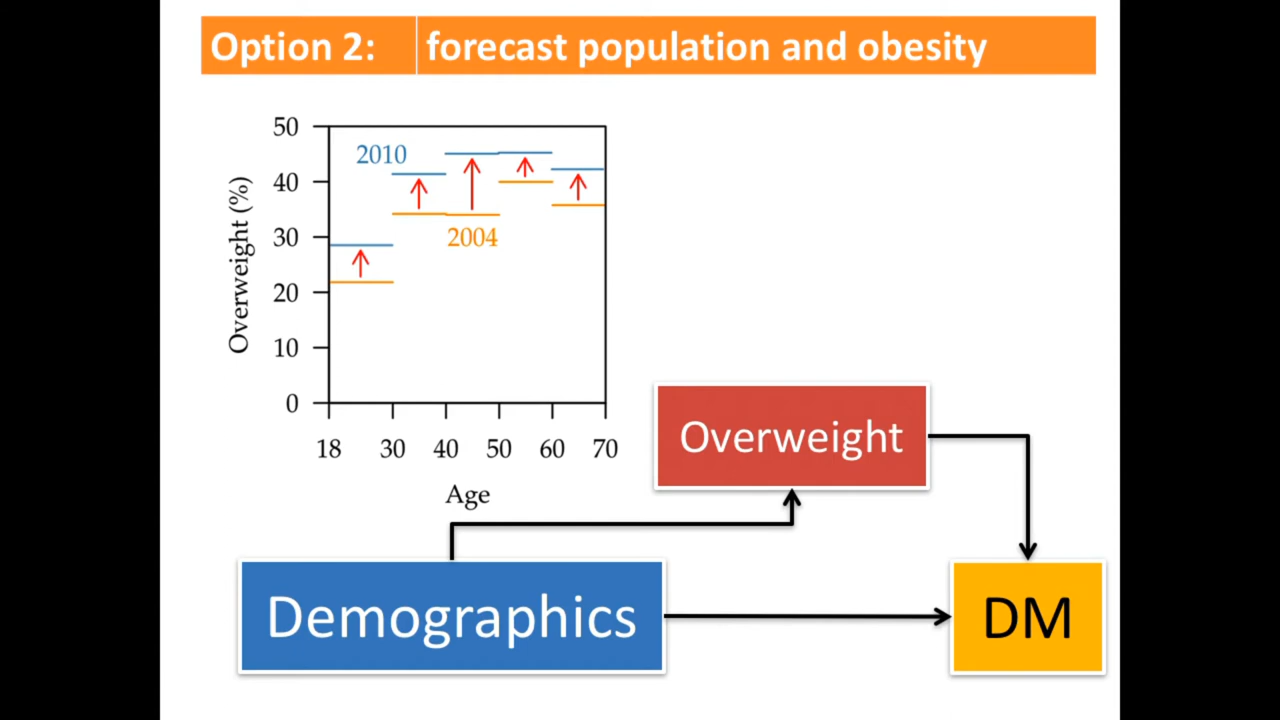 Option 2: forecast population and obesity
50
2010
40
30
2004
20
10
0
Overweight (%)
18 30 40 50 60 70
Age
Overweight
Demographics
DM